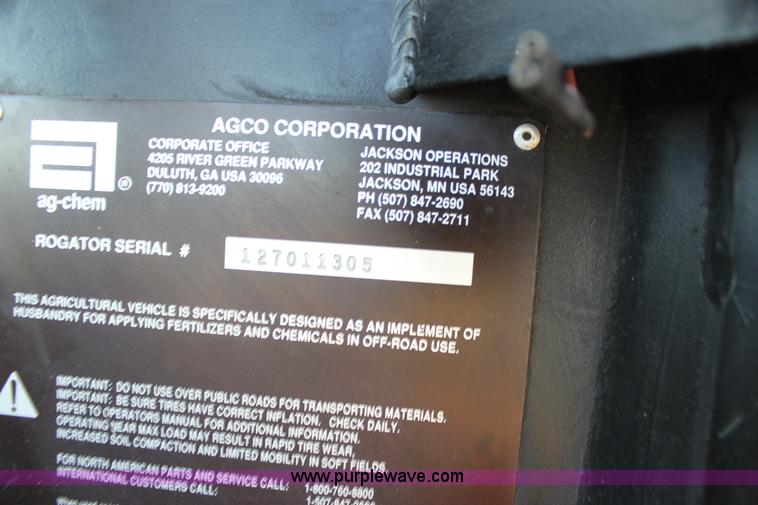 AGCO CORPORATION
CORPORATE OFFICE
4205 RIVER GREEN PARKWAY
DULUTH, GA USA 30096
(770) 813-9200
JACKSON OPERATIONS
202 INDUSTRIAL PARK
JACKSON, MN USA 56143
PH (507) 847-2690
FAX (507) 847-2711
®
ag-chem
ROGATOR SERIAL #
127011305
THIS AGRICULTURAL VEHICLE IS SPECIFICALLY DESIGNED AS AN IMPLEMENT OF
HUSBANDRY FOR APPLYING FERTILIZERS AND CHEMICALS IN OFF-ROAD USE.
IMPORTANT: DO NOT USE OVER PUBLIC ROADS FOR TRANSPORTING MATERIALS.
IMPORTANT: BE SURE TIRES HAVE CORRECT INFLATION. CHECK DAILY.
REFER TO OPERATORS MANUAL FOR ADDITIONAL INFORMATION.
OPERATING NEAR MAX LOAD MAY RESULT IN RAPID TIRE WEAR,
INCREASED SOIL COMPACTION AND LIMITED MOBILITY IN SOFT FIELDS.
FOR NORTH AMERICAN PARTS AND SERVICE CALL: 1-800-760-8800
INTERNATIONAL CUSTOMERS CALL:
www.purplewave.com